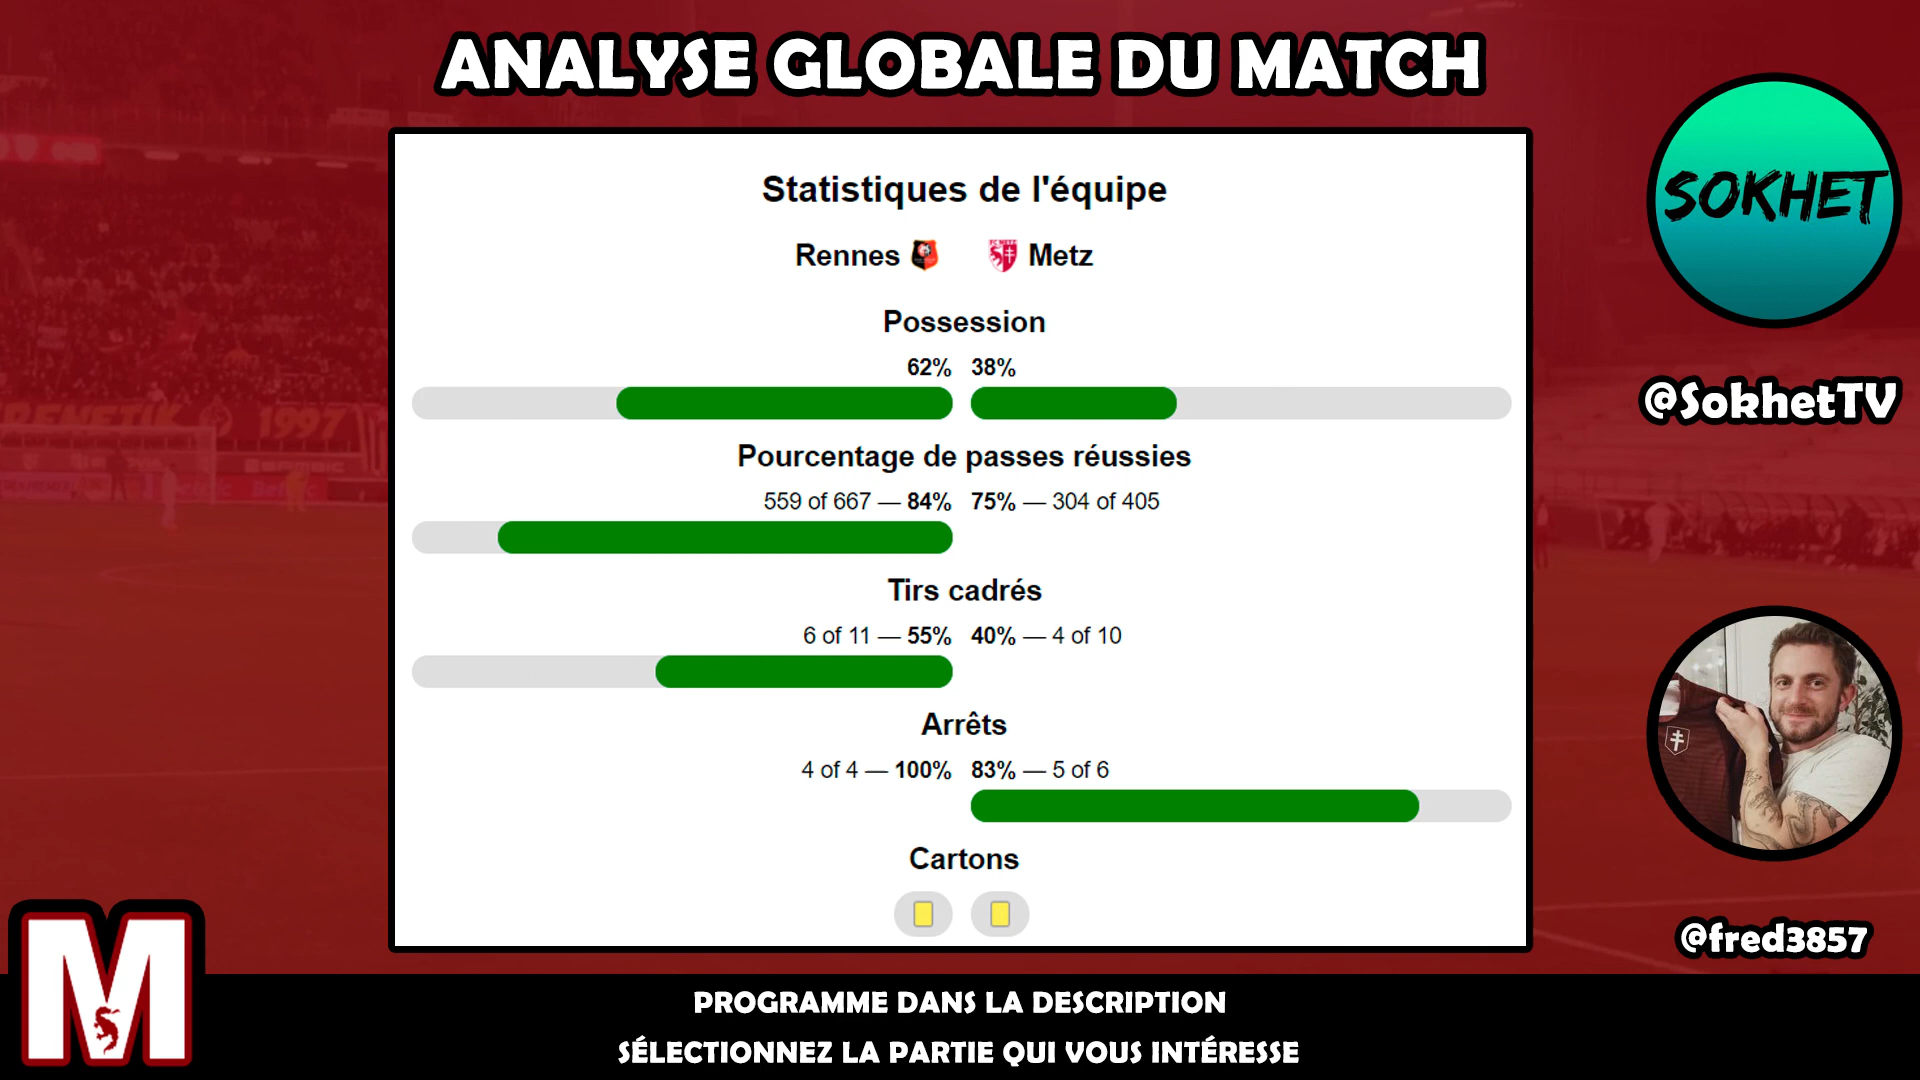 ANALYSE GLOBALE DU MATCH
SOKHET
@SokhetTV
Statistiques de l'équipe
Rennes Metz
Possession
62% 38%
Pourcentage de passes réussies
559 of 667 — 84% 75% — 304 of 405
Tirs cadrés
6 of 11 — 55% 40% — 4 of 10
Arrêts
4 of 4 — 100% 83% — 5 of 6
Cartons
1997
@fred3857
M
PROGRAMME DANS LA DESCRIPTION
SÉLECTIONNEZ LA PARTIE QUI VOUS INTÉRESSE